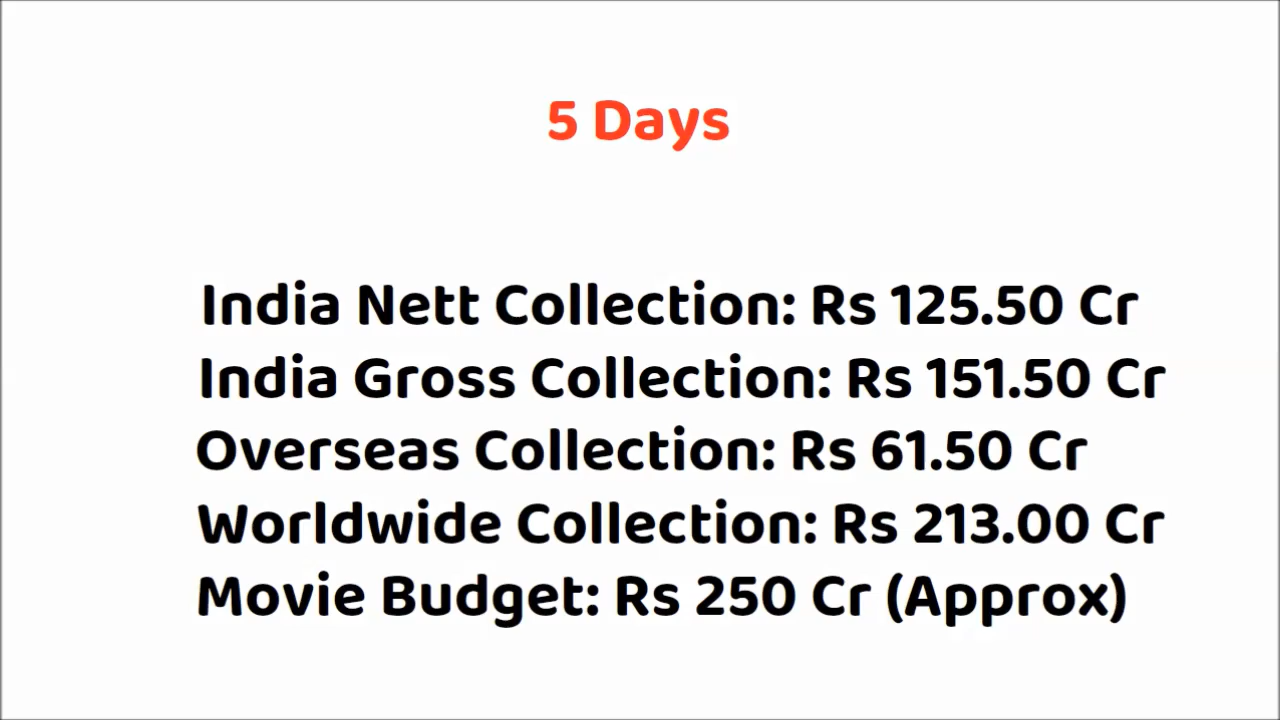 5 Days
India Nett Collection: Rs 125.50 Cr
India Gross Collection: Rs 151.50 Cr
Overseas Collection: Rs 61.50 Cr
Worldwide Collection: Rs 213.00 Cr
Movie Budget: Rs 250 Cr (Approx)